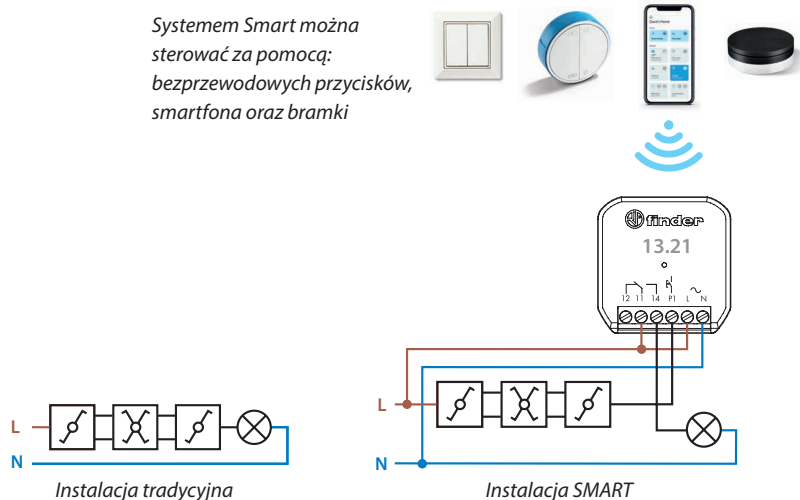 Systemem Smart można
sterować za pomocą:
bezprzewodowych przycisków,
smartfona oraz bramki
finder
13.21
12 11 14 P1 L N
L
N
Instalacja tradycyjna
L
N
Instalacja SMART